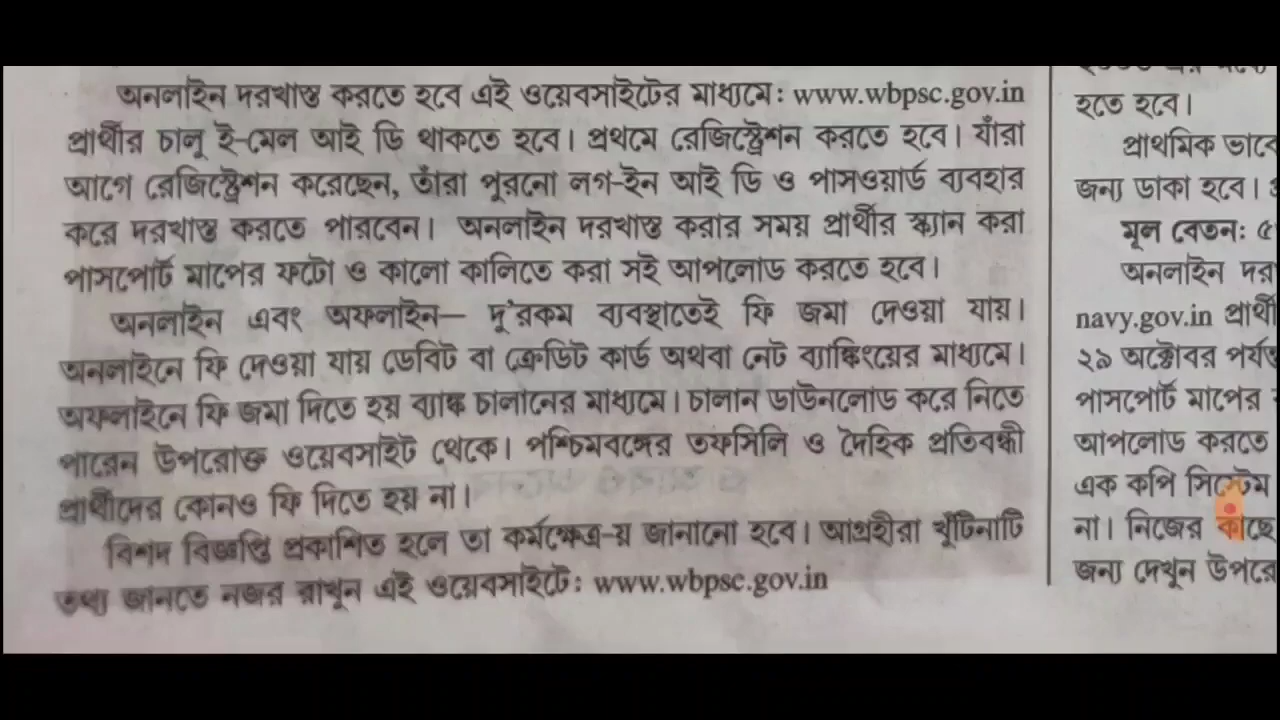 অনলাইন দরখাস্ত করতে হবে এই ওয়েবসাইটের মাধ্যমে: www.wbpsc.gov.in
প্রার্থীর চালু ই-মেল আই ডি থাকতে হবে। প্রথমে রেজিস্ট্রেশন করতে হবে। যাঁরা
আগে রেজিস্ট্রেশন করেছেন, তাঁরা পুরনো লগ-ইন আই ডি ও পাসওয়ার্ড ব্যবহার
করে দরখাস্ত করতে পারবেন। অনলাইন দরখাস্ত করার সময় প্রার্থীর স্ক্যান করা
পাসপোর্ট মাপের ফটো ও কালো কালিতে করা সই আপলোড করতে হবে।
অনলাইন এবং অফলাইন— দু'রকম ব্যবস্থাতেই ফি জমা দেওয়া যায়।
অনলাইনে ফি দেওয়া যায় ডেবিট বা ক্রেডিট কার্ড অথবা নেট ব্যাঙ্কিংয়ের মাধ্যমে।
অফলাইনে ফি জমা দিতে হয় ব্যাঙ্ক চালানের মাধ্যমে। চালান ডাউনলোড করে নিতে
পারেন উপরোক্ত ওয়েবসাইট থেকে। পশ্চিমবঙ্গের তফসিলি ও দৈহিক প্রতিবন্ধী
প্রার্থীদের কোনও ফি দিতে হয় না।
বিশদ বিজ্ঞপ্তি প্রকাশিত হলে তা কর্মক্ষেত্র-য় জানানো হবে। আগ্রহীরা খুঁটিনাটি
তথ্য জানতে নজর রাখুন এই ওয়েবসাইটে: www.wbpsc.gov.in
হতে হবে।
প্রাথমিক ভাবে
জন্য ডাকা হবে।
মূল বেতন: ৫
অনলাইন দর
navy.gov.in প্রার্থী
২৯ অক্টোবর পর্যন্ত
পাসপোর্ট মাপের
আপলোড করতে
এক কপি সিস্টেম
না। নিজের কাছে
জন্য দেখুন উপরো